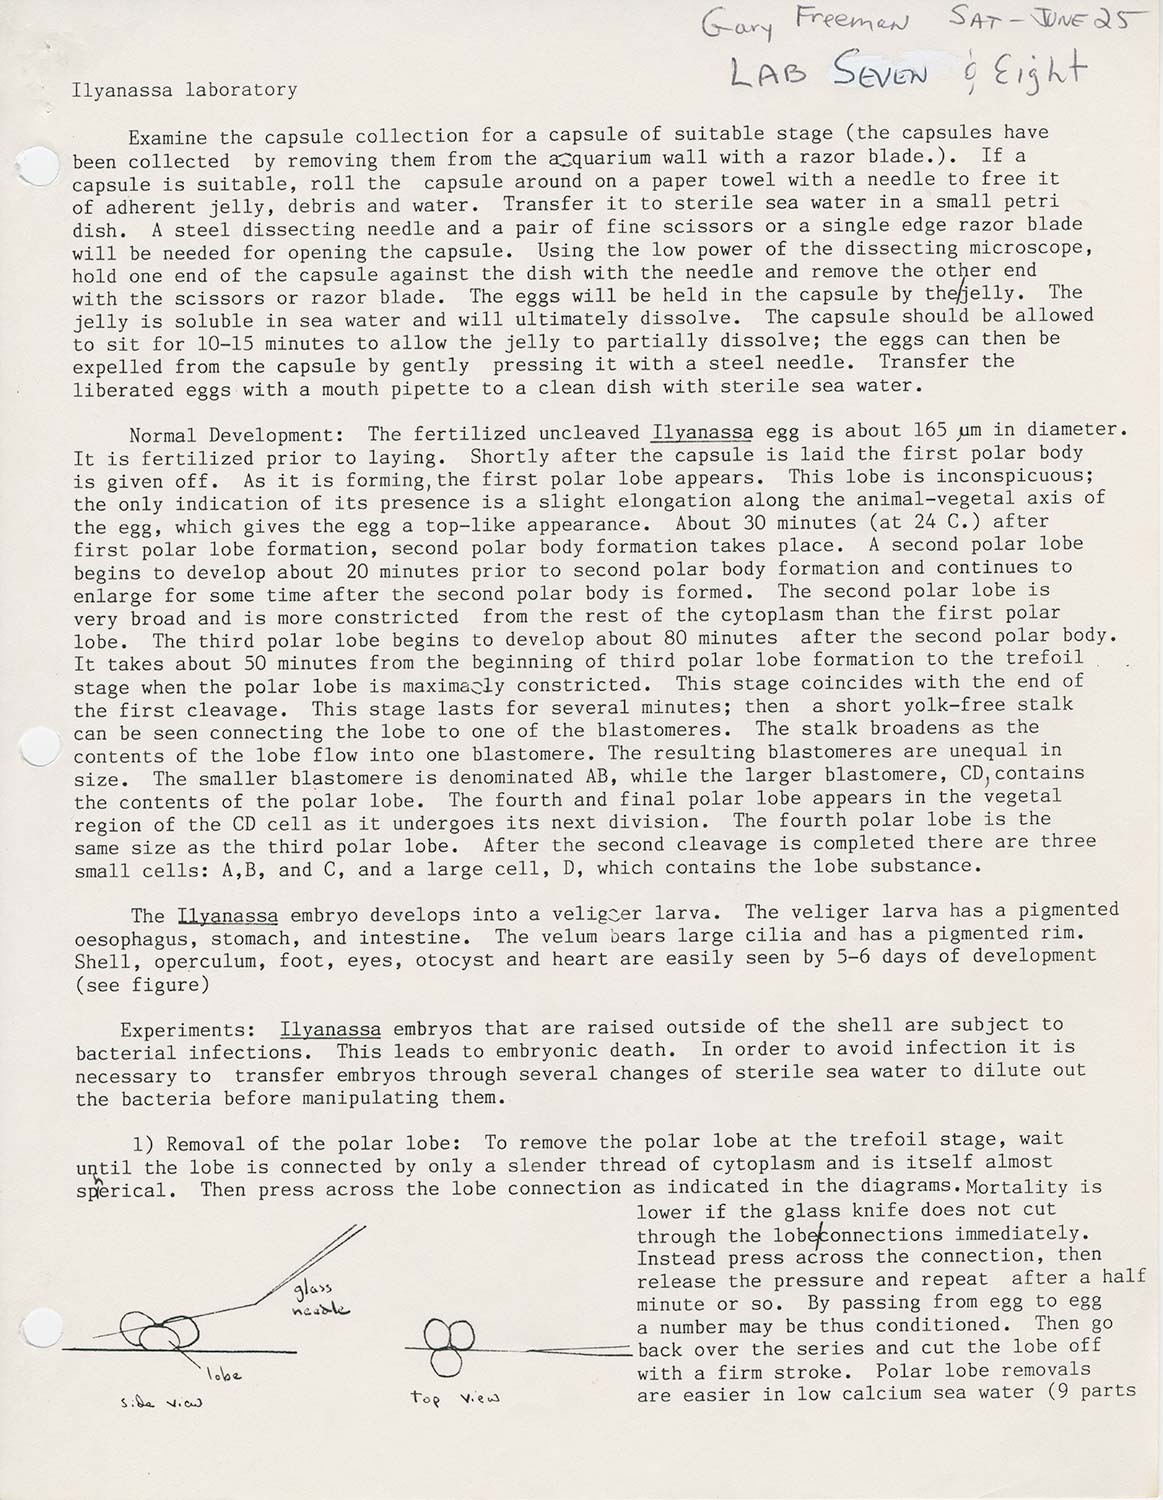 Gary Freeman SAT - JUNE 25
LAB SEVEN & Eight
Ilyanassa laboratory
Examine the capsule collection for a capsule of suitable stage (the capsules have
been collected by removing them from the acquarium wall with a razor blade.). If a
capsule is suitable, roll the capsule around on a paper towel with a needle to free it
of adherent jelly, debris and water. Transfer it to sterile sea water in a small petri
dish. A steel dissecting needle and a pair of fine scissors or a single edge razor blade
will be needed for opening the capsule. Using the low power of the dissecting microscope,
hold one end of the capsule against the dish with the needle and remove the other end
with the scissors or razor blade. The eggs will be held in the capsule by the/jelly. The
jelly is soluble in sea water and will ultimately dissolve. The capsule should be allowed
to sit for 10-15 minutes to allow the jelly to partially dissolve; the eggs can then be
expelled from the capsule by gently pressing it with a steel needle. Transfer the
liberated eggs with a mouth pipette to a clean dish with sterile sea water.
Normal Development: The fertilized uncleaved Ilyanassa egg is about 165 µm in diameter.
It is fertilized prior to laying. Shortly after the capsule is laid the first polar body
is given off. As it is forming, the first polar lobe appears. This lobe is inconspicuous;
the only indication of its presence is a slight elongation along the animal-vegetal axis of
the egg, which gives the egg a top-like appearance. About 30 minutes (at 24 C.) after
first polar lobe formation, second polar body formation takes place. A second polar lobe
begins to develop about 20 minutes prior to second polar body formation and continues to
enlarge for some time after the second polar body is formed. The second polar lobe is
very broad and is more constricted from the rest of the cytoplasm than the first polar
lobe. The third polar lobe begins to develop about 80 minutes after the second polar body.
It takes about 50 minutes from the beginning of third polar lobe formation to the trefoil
stage when the polar lobe is maximally constricted. This stage coincides with the end of
the first cleavage. This stage lasts for several minutes; then a short yolk-free stalk
can be seen connecting the lobe to one of the blastomeres. The stalk broadens as the
contents of the lobe flow into one blastomere. The resulting blastomeres are unequal in
size. The smaller blastomere is denominated AB, while the larger blastomere, CD, contains
the contents of the polar lobe. The fourth and final polar lobe appears in the vegetal
region of the CD cell as it undergoes its next division. The fourth polar lobe is the
same size as the third polar lobe. After the second cleavage is completed there are three
small cells: A,B, and C, and a large cell, D, which contains the lobe substance.
The Ilyanassa embryo develops into a veliger larva. The veliger larva has a pigmented
oesophagus, stomach, and intestine. The velum bears large cilia and has a pigmented rim.
Shell, operculum, foot, eyes, otocyst and heart are easily seen by 5-6 days of development
(see figure)
Experiments: Ilyanassa embryos that are raised outside of the shell are subject to
bacterial infections. This leads to embryonic death. In order to avoid infection it is
necessary to transfer embryos through several changes of sterile sea water to dilute out
the bacteria before manipulating them.
1) Removal of the polar lobe: To remove the polar lobe at the trefoil stage, wait
until the lobe is connected by only a slender thread of cytoplasm and is itself almost
spherical. Then press across the lobe connection as indicated in the diagrams. Mortality is
lower if the glass knife does not cut
through the lobe/connections immediately.
Instead press across the connection, then
release the pressure and repeat after a half
minute or so. By passing from egg to egg
a number may be thus conditioned. Then go
back over the series and cut the lobe off
with a firm stroke. Polar lobe removals
are easier in low calcium sea water (9 parts
glass
needle
lobe
side view
top view